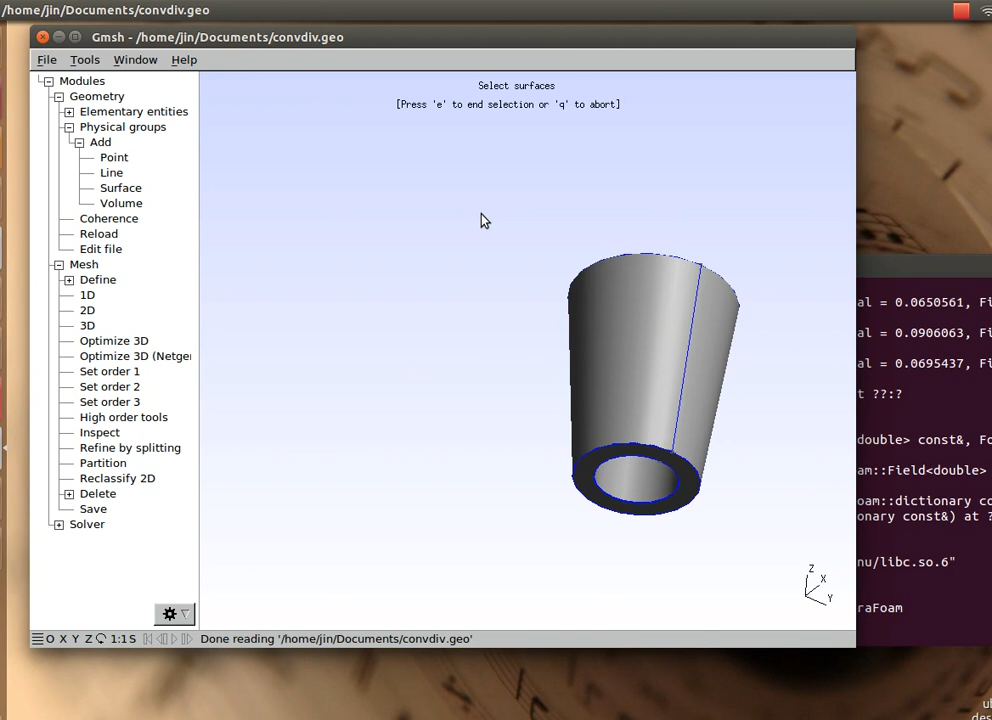 /home/jin/Documents/convdiv.geo
Gmsh - /home/jin/Documents/convdiv.geo
File Tools Window Help
Modules
Geometry
Elementary entities
Physical groups
Add
Point
Line
Surface
Volume
Coherence
Reload
Edit file
Mesh
Define
1D
2D
3D
Optimize 3D
Optimize 3D (Netger
Set order 1
Set order 2
Set order 3
High order tools
Inspect
Refine by splitting
Partition
Reclassify 2D
Delete
Save
Solver
Select surfaces
[Press 'e' to end selection or 'q' to abort]
Z
X
Y
O X Y Z 1:1 S Done reading '/home/jin/Documents/convdiv.geo'
al = 0.0650561, Fi
al = 0.0906063, Fi
al = 0.0695437, Fi
t ??:?
double> const&, Fo
am::Field<double>
oam::dictionary co
onary const&) at ?
nu/libc.so.6"
raFoam